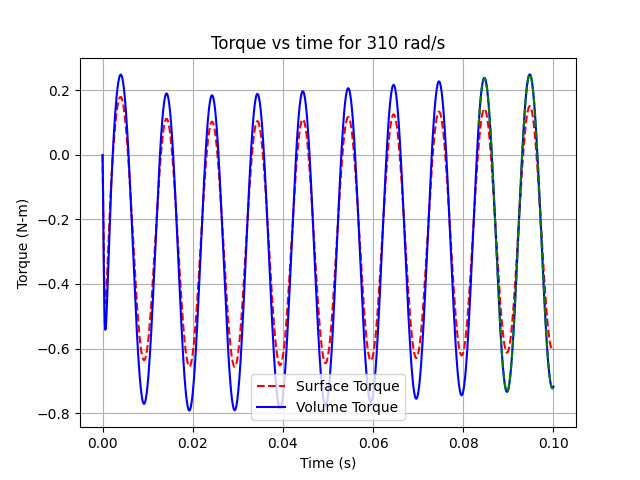 Torque vs time for 310 rad/s
Torque (N-m)
0.2
0.0
−0.2
−0.4
−0.6
−0.8
Surface Torque
Volume Torque
0.00 0.02 0.04 0.06 0.08 0.10
Time (s)